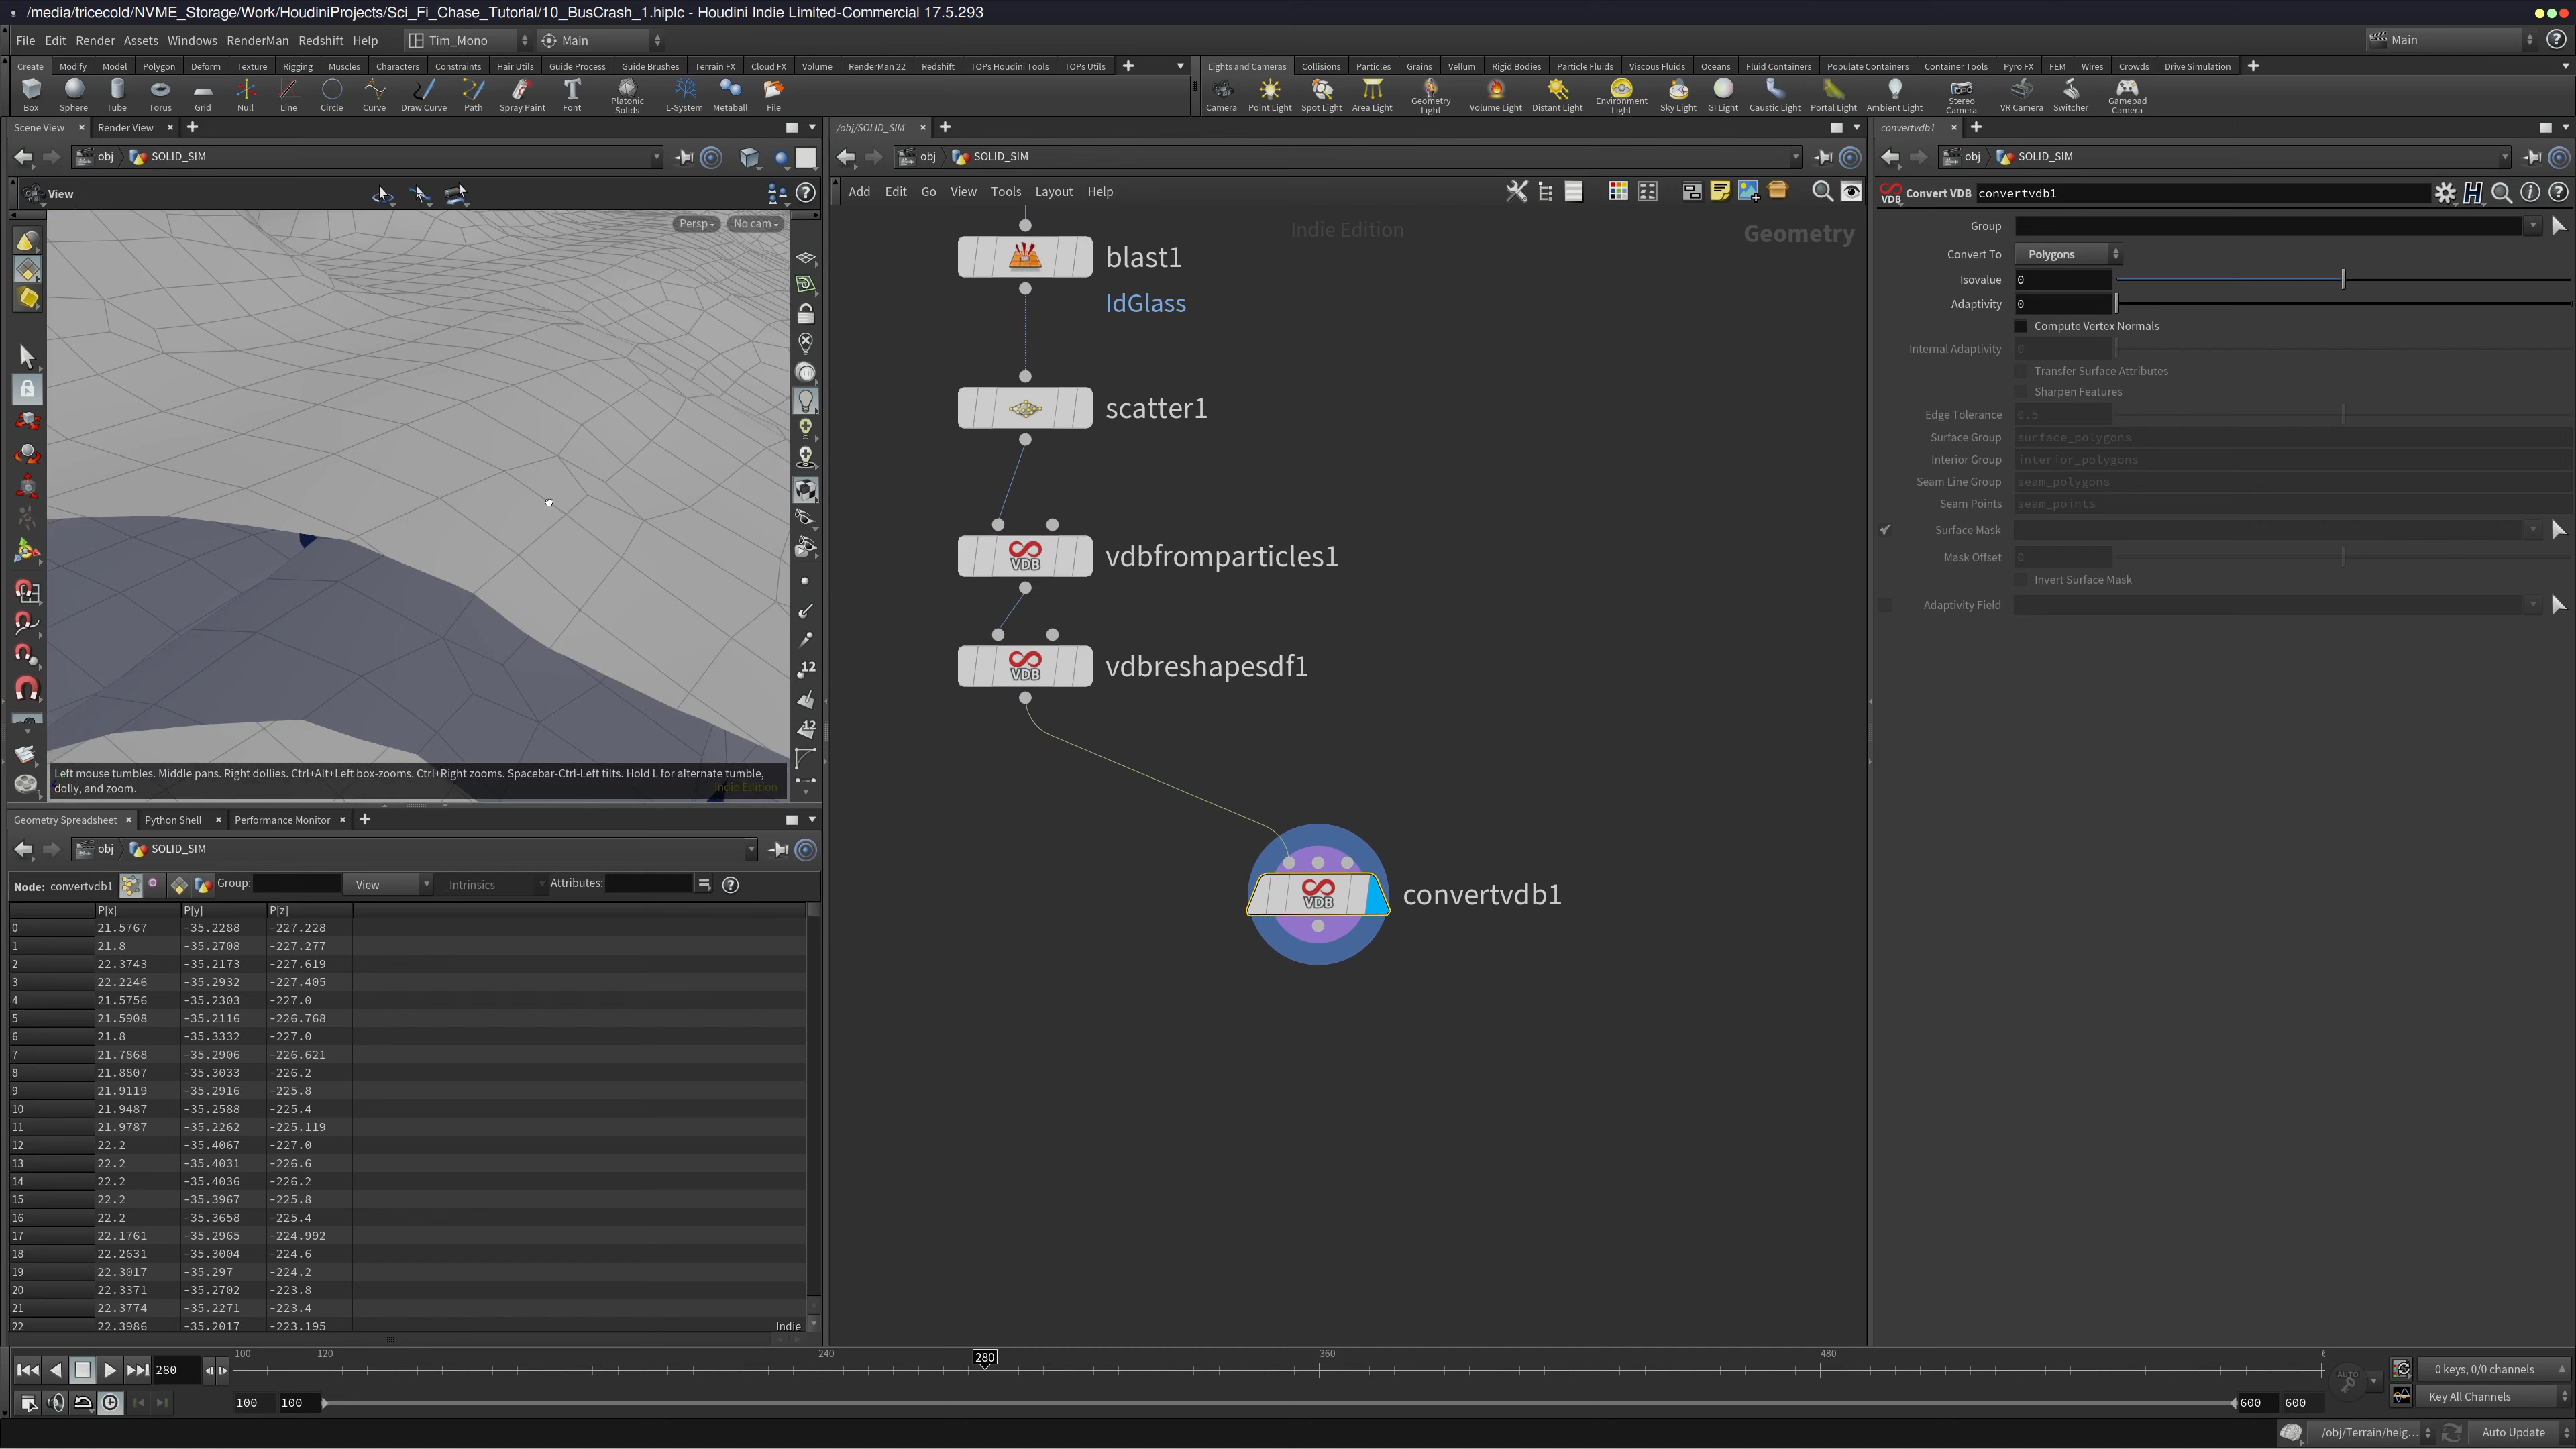 /media/tricecold/NVME_Storage/Work/HoudiniProjects/Sci_Fi_Chase_Tutorial/10_BusCrash_1.hiplc - Houdini Indie Limited-Commercial 17.5.293
File Edit Render Assets Windows RenderMan Redshift Help Tim_Mono Main Main
Create Modify Model Polygon Deform Texture Rigging Muscles Characters Constraints Hair Utils Guide Process Guide Brushes Terrain FX Cloud FX Volume RenderMan 22 Redshift TOPs Houdini Tools TOPs Utils
Lights and Cameras Collisions Particles Grains Vellum Rigid Bodies Particle Fluids Viscous Fluids Oceans Fluid Containers Populate Containers Container Tools Pyro FX FEM Wires Crowds Drive Simulation
Box Sphere Tube Torus Grid Null Line Circle Curve Draw Curve Path Spray Paint Font Platonic Solids L-System Metaball File
Camera Point Light Spot Light Area Light Geometry Light Volume Light Distant Light Environment Light Sky Light GI Light Caustic Light Portal Light Ambient Light Stereo Camera VR Camera Switcher Gamepad Camera
Scene View Render View
obj SOLID_SIM
View
Persp No cam
12
12
Left mouse tumbles. Middle pans. Right dollies. Ctrl+Alt+Left box-zooms. Ctrl+Right zooms. Spacebar-Ctrl-Left tilts. Hold L for alternate tumble,
dolly, and zoom.
Indie Edition
Geometry Spreadsheet Python Shell Performance Monitor
obj SOLID_SIM
Node: convertvdb1 Group: View Intrinsics Attributes:
P[x] P[y] P[z]
0 21.5767 -35.2288 -227.228
1 21.8 -35.2708 -227.277
2 22.3743 -35.2173 -227.619
3 22.2246 -35.2932 -227.405
4 21.5756 -35.2303 -227.0
5 21.5908 -35.2116 -226.768
6 21.8 -35.3332 -227.0
7 21.7868 -35.2906 -226.621
8 21.8807 -35.3033 -226.2
9 21.9119 -35.2916 -225.8
10 21.9487 -35.2588 -225.4
11 21.9787 -35.2262 -225.119
12 22.2 -35.4067 -227.0
13 22.2 -35.4031 -226.6
14 22.2 -35.4036 -226.2
15 22.2 -35.3967 -225.8
16 22.2 -35.3658 -225.4
17 22.1761 -35.2965 -224.992
18 22.2631 -35.3004 -224.6
19 22.3017 -35.297 -224.2
20 22.3371 -35.2702 -223.8
21 22.3774 -35.2271 -223.4
22 22.3986 -35.2017 -223.195
Indie
/obj/SOLID_SIM
obj SOLID_SIM
Add Edit Go View Tools Layout Help
Indie Edition
Geometry
blast1
IdGlass
scatter1
VDB
vdbfromparticles1
VDB
vdbreshapesdf1
VDB
convertvdb1
convertvdb1
obj SOLID_SIM
VDB Convert VDB convertvdb1
Group
Convert To Polygons
Isovalue 0
Adaptivity 0
Compute Vertex Normals
Internal Adaptivity 0
Transfer Surface Attributes
Sharpen Features
Edge Tolerance 0.5
Surface Group surface_polygons
Interior Group interior_polygons
Seam Line Group seam_polygons
Seam Points seam_points
Surface Mask
Mask Offset 0
Invert Surface Mask
Adaptivity Field
280
100 120 240 280 360 480
AUTO
0 keys, 0/0 channels
100 100 600 600
Key All Channels
/obj/Terrain/heig... Auto Update